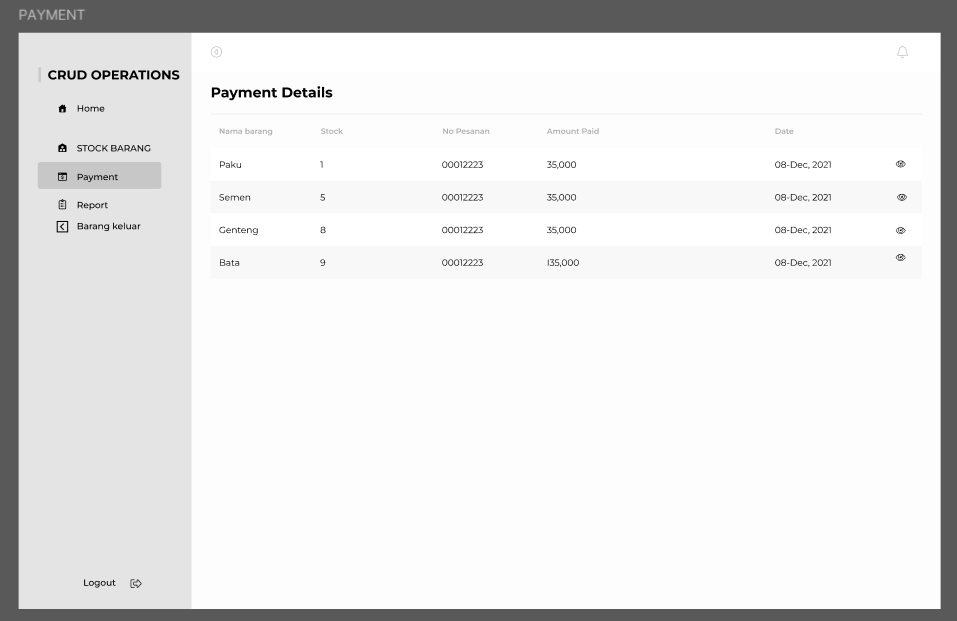 PAYMENT
CRUD OPERATIONS
Home
STOCK BARANG
Payment
Report
Barang keluar
Logout
Payment Details
Nama barang Stock No Pesanan Amount Paid Date
Paku 1 00012223 35,000 08-Dec, 2021
Semen 5 00012223 35,000 08-Dec, 2021
Genteng 8 00012223 35,000 08-Dec, 2021
Bata 9 00012223 I35,000 08-Dec, 2021